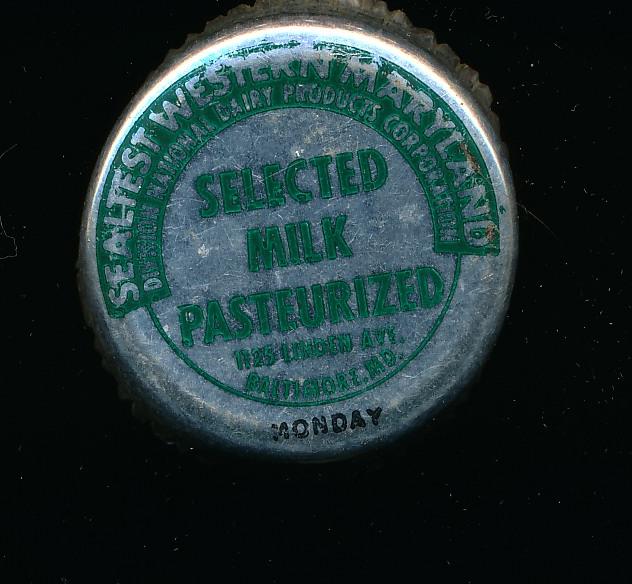 SEALTEST WESTERN MARYLAND
DIVISION NATIONAL DAIRY PRODUCTS CORPORATION
SELECTED
MILK
PASTEURIZED
1125 LINDEN AVE.
BALTIMORE, MD.
MONDAY